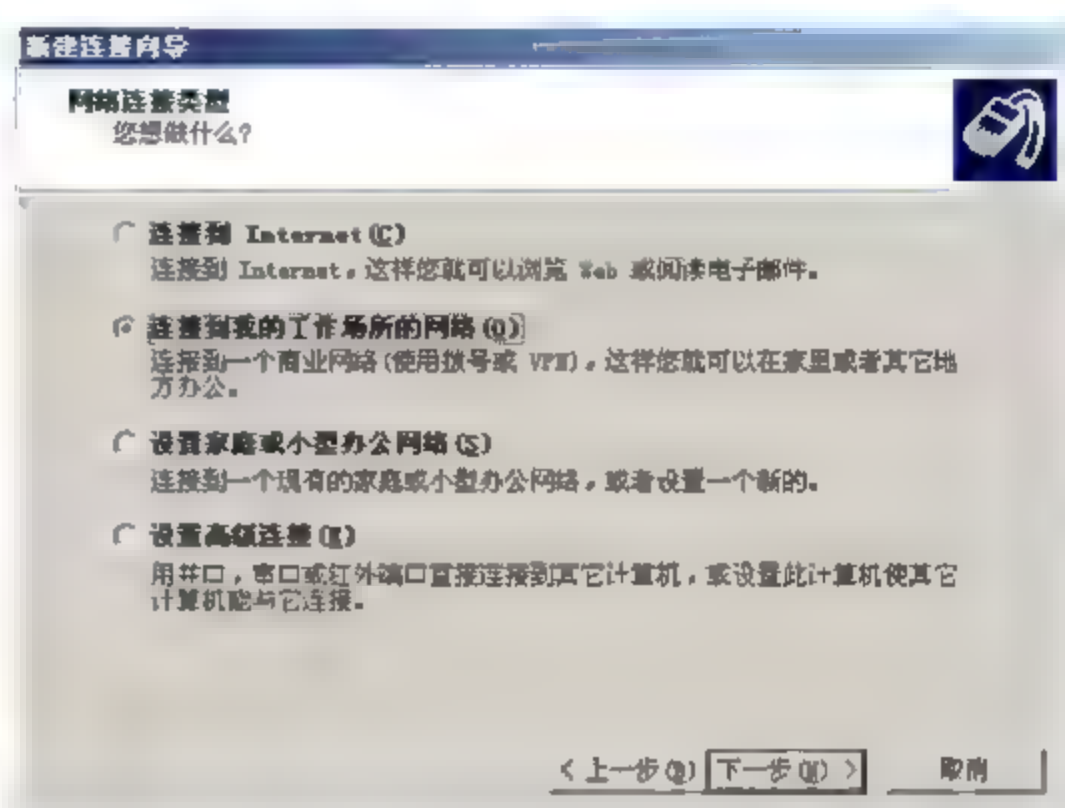 新建连接向导
网络连接类型
您想做什么?
连接到 Internet(C)
连接到 Internet，这样您就可以浏览 Web 或阅读电子邮件。
连接到我的工作场所的网络(O)
连接到一个商业网络(使用拨号或 VPN)，这样您就可以在家里或者其它地
方办公。
设置家庭或小型办公网络(S)
连接到一个现有的家庭或小型办公网络，或者设置一个新的。
设置高级连接(E)
用并口，串口或红外端口直接连接到其它计算机，或设置此计算机使其它
计算机能与它连接。
< 上一步(B) 下一步(N) > 取消